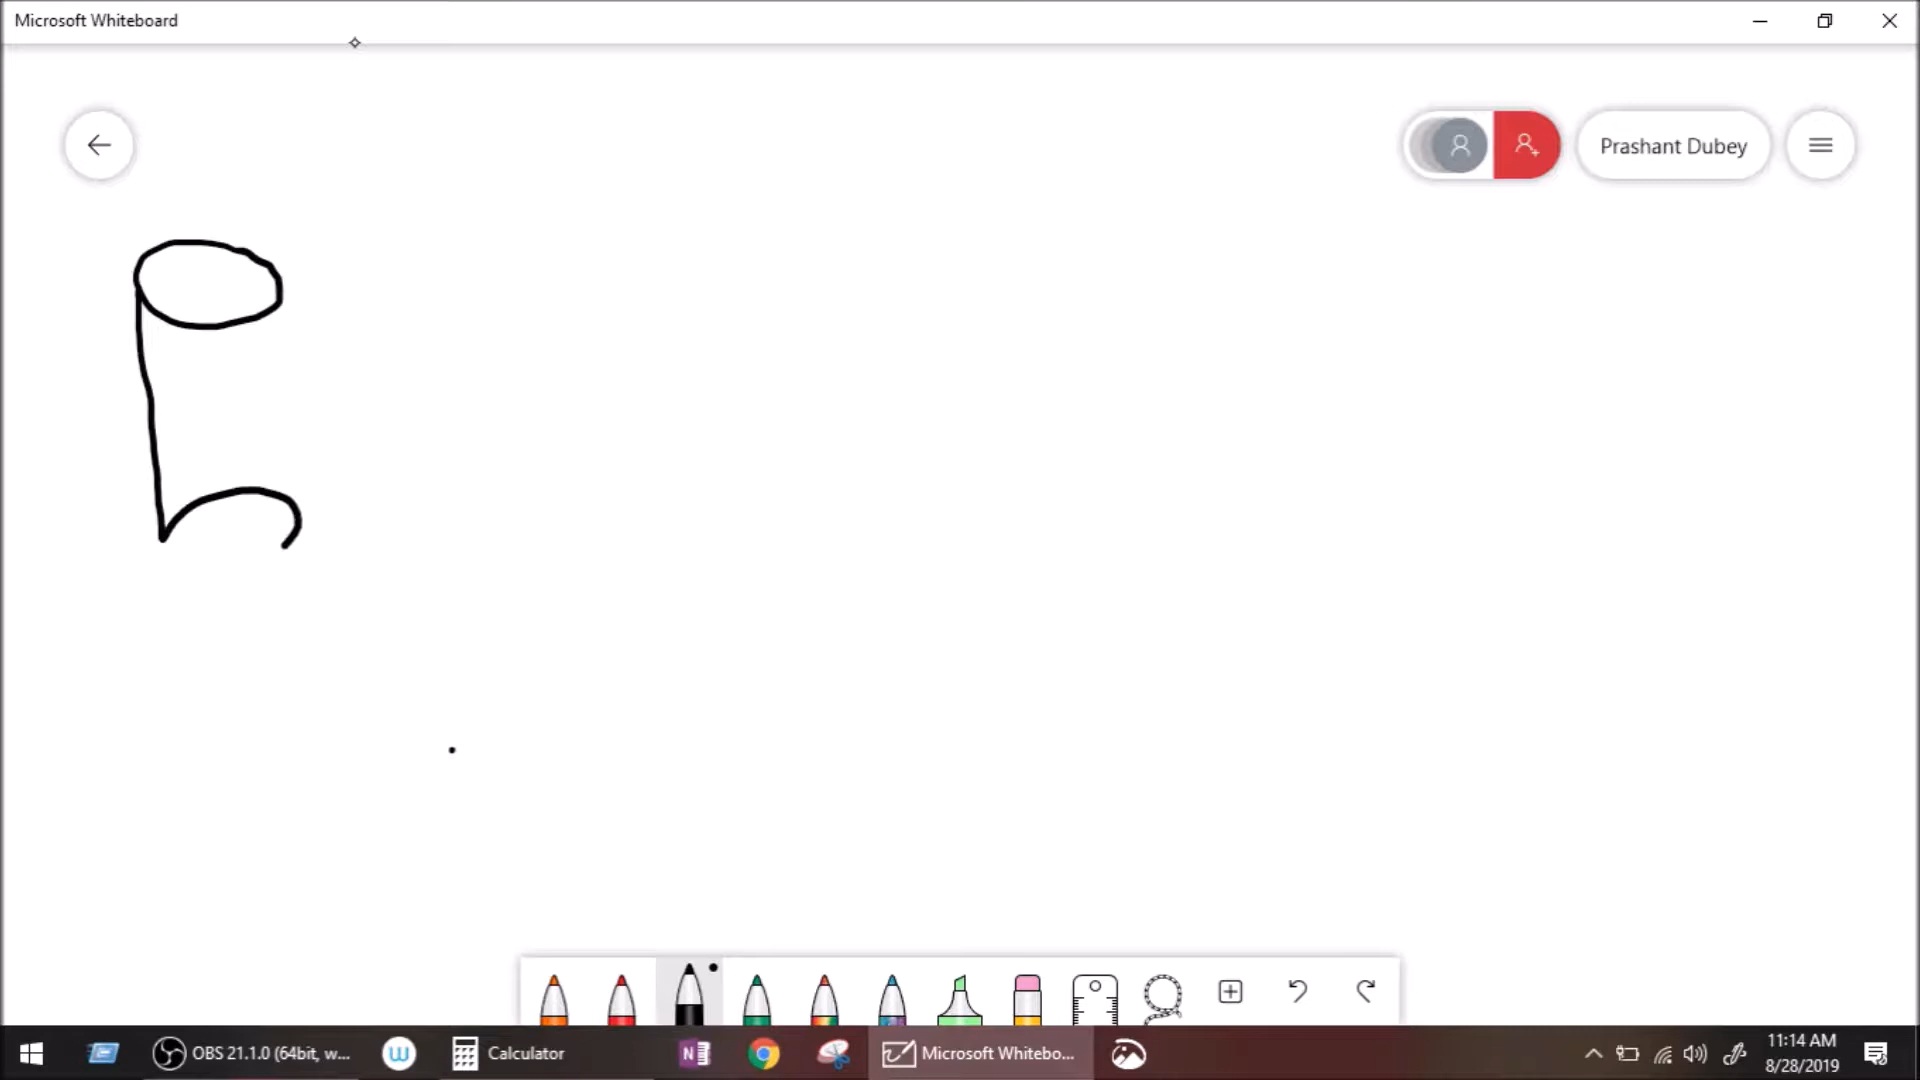 Microsoft Whiteboard
Prashant Dubey
OBS 21.1.0 (64bit, w...
W
Calculator
N
Microsoft Whitebo...
11:14 AM
8/28/2019